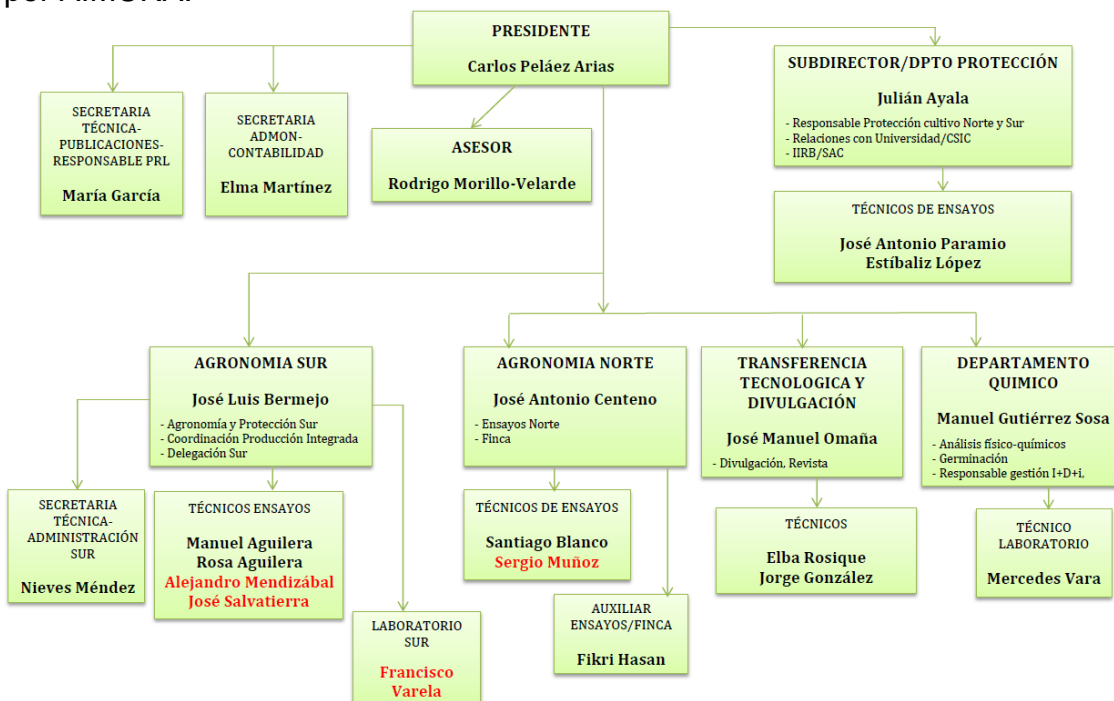 por AIMCRA.
PRESIDENTE
Carlos Peláez Arias
SUBDIRECTOR/DPTO PROTECCIÓN
Julián Ayala
- Responsable Protección cultivo Norte y Sur
- Relaciones con Universidad/CSIC
- IIRB/SAC
SECRETARIA
TÉCNICA-
PUBLICACIONES-
RESPONSABLE PRL
María García
SECRETARIA
ADMON-
CONTABILIDAD
Elma Martínez
ASESOR
Rodrigo Morillo-Velarde
TÉCNICOS DE ENSAYOS
José Antonio Paramio
Estíbaliz López
AGRONOMIA SUR
José Luis Bermejo
- Agronomía y Protección Sur
- Coordinación Producción Integrada
- Delegación Sur
AGRONOMIA NORTE
José Antonio Centeno
- Ensayos Norte
- Finca
TRANSFERENCIA
TECNOLOGICA Y
DIVULGACIÓN
José Manuel Omaña
- Divulgación, Revista
DEPARTAMENTO
QUIMICO
Manuel Gutiérrez Sosa
- Análisis físico-químicos
- Germinación
- Responsable gestión I+D+i,
SECRETARIA
TÉCNICA-
ADMINISTRACIÓN
SUR
Nieves Méndez
TÉCNICOS ENSAYOS
Manuel Aguilera
Rosa Aguilera
Alejandro Mendizábal
José Salvatierra
LABORATORIO
SUR
Francisco
Varela
TÉCNICOS DE ENSAYOS
Santiago Blanco
Sergio Muñoz
AUXILIAR
ENSAYOS/FINCA
Fikri Hasan
TÉCNICOS
Elba Rosique
Jorge González
TÉCNICO
LABORATORIO
Mercedes Vara